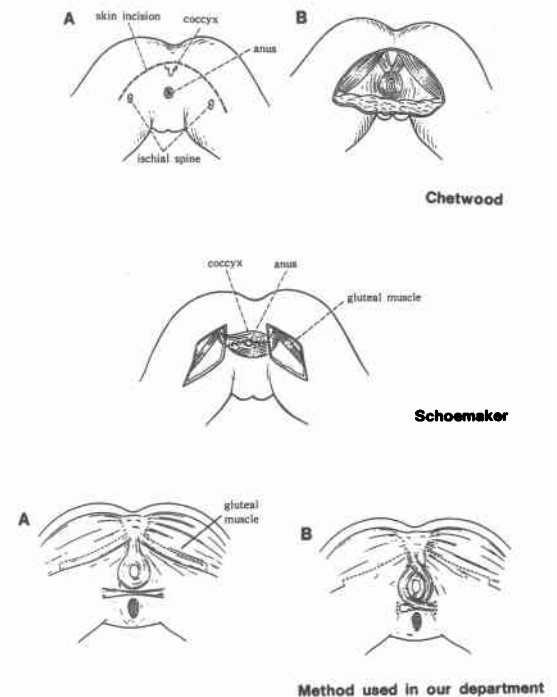 A
skin incision
coccyx
anus
ischial spine
B
Chetwood
coccyx
anus
gluteal muscle
Schoemaker
A
gluteal
muscle
B
Method used in our department